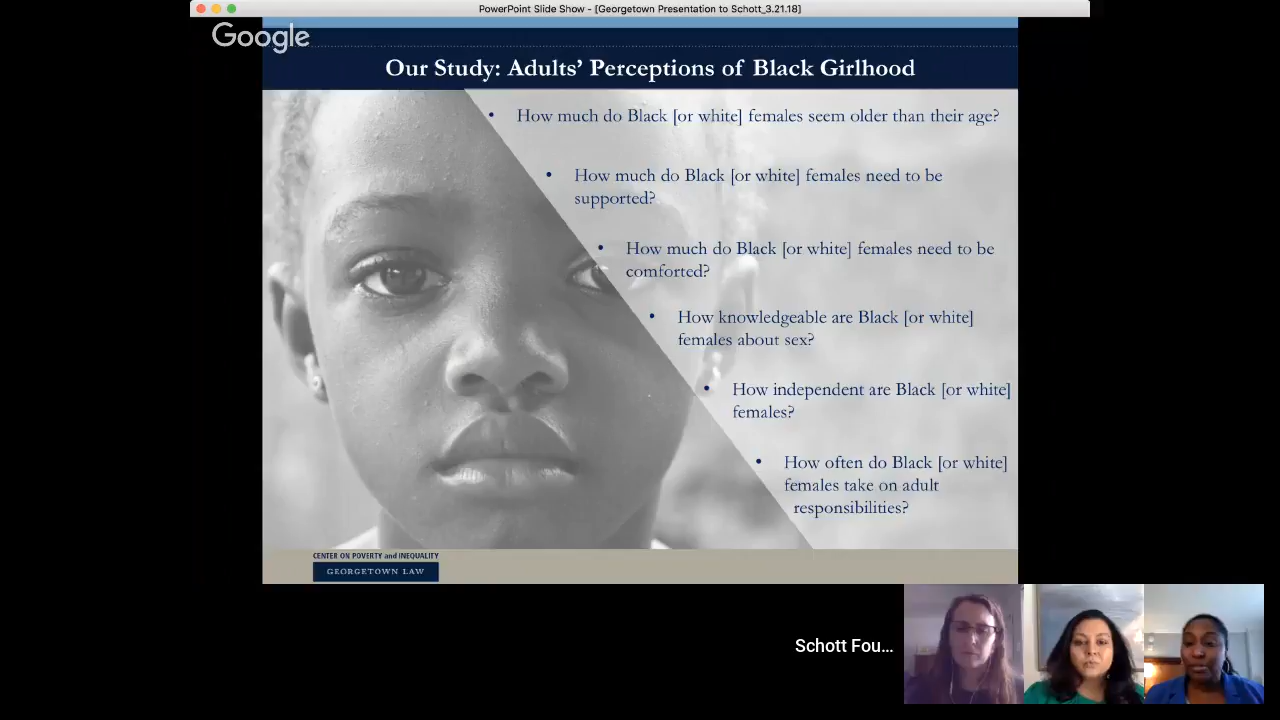 PowerPoint Slide Show - [Georgetown Presentation to Schott_3.21.18]
Google
Our Study: Adults' Perceptions of Black Girlhood
• How much do Black [or white] females seem older than their age?
• How much do Black [or white] females need to be
supported?
• How much do Black [or white] females need to be
comforted?
• How knowledgeable are Black [or white]
females about sex?
• How independent are Black [or white]
females?
• How often do Black [or white]
females take on adult
responsibilities?
CENTER ON POVERTY and INEQUALITY
GEORGETOWN LAW
Schott Fou...